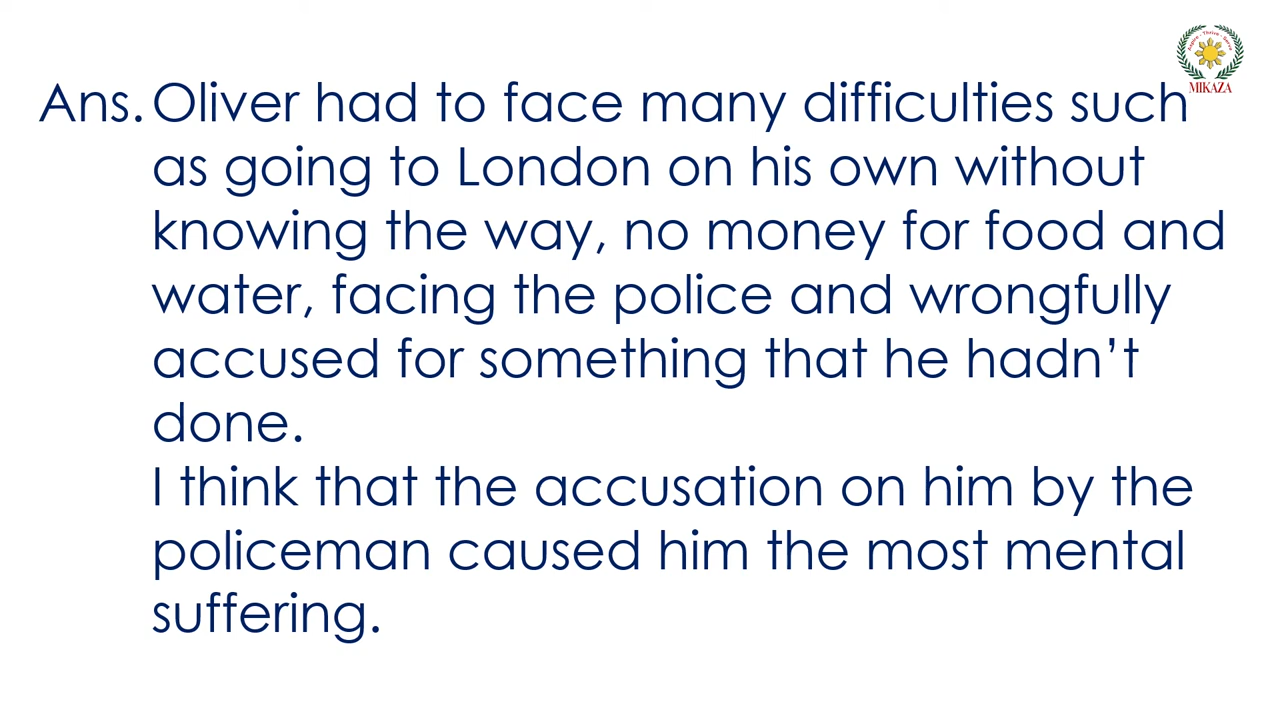 Ans. Oliver had to face many difficulties such
as going to London on his own without
knowing the way, no money for food and
water, facing the police and wrongfully
accused for something that he hadn’t
done.
I think that the accusation on him by the
policeman caused him the most mental
suffering.
MIKAZA